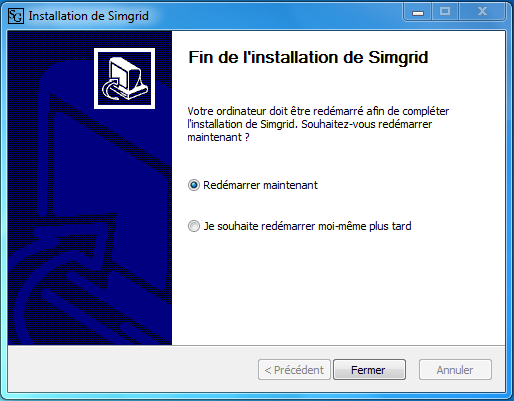 SG Installation de Simgrid
Fin de l'installation de Simgrid
Votre ordinateur doit être redémarré afin de compléter
l'installation de Simgrid. Souhaitez-vous redémarrer
maintenant ?
Redémarrer maintenant
Je souhaite redémarrer moi-même plus tard
< Précédent Fermer Annuler